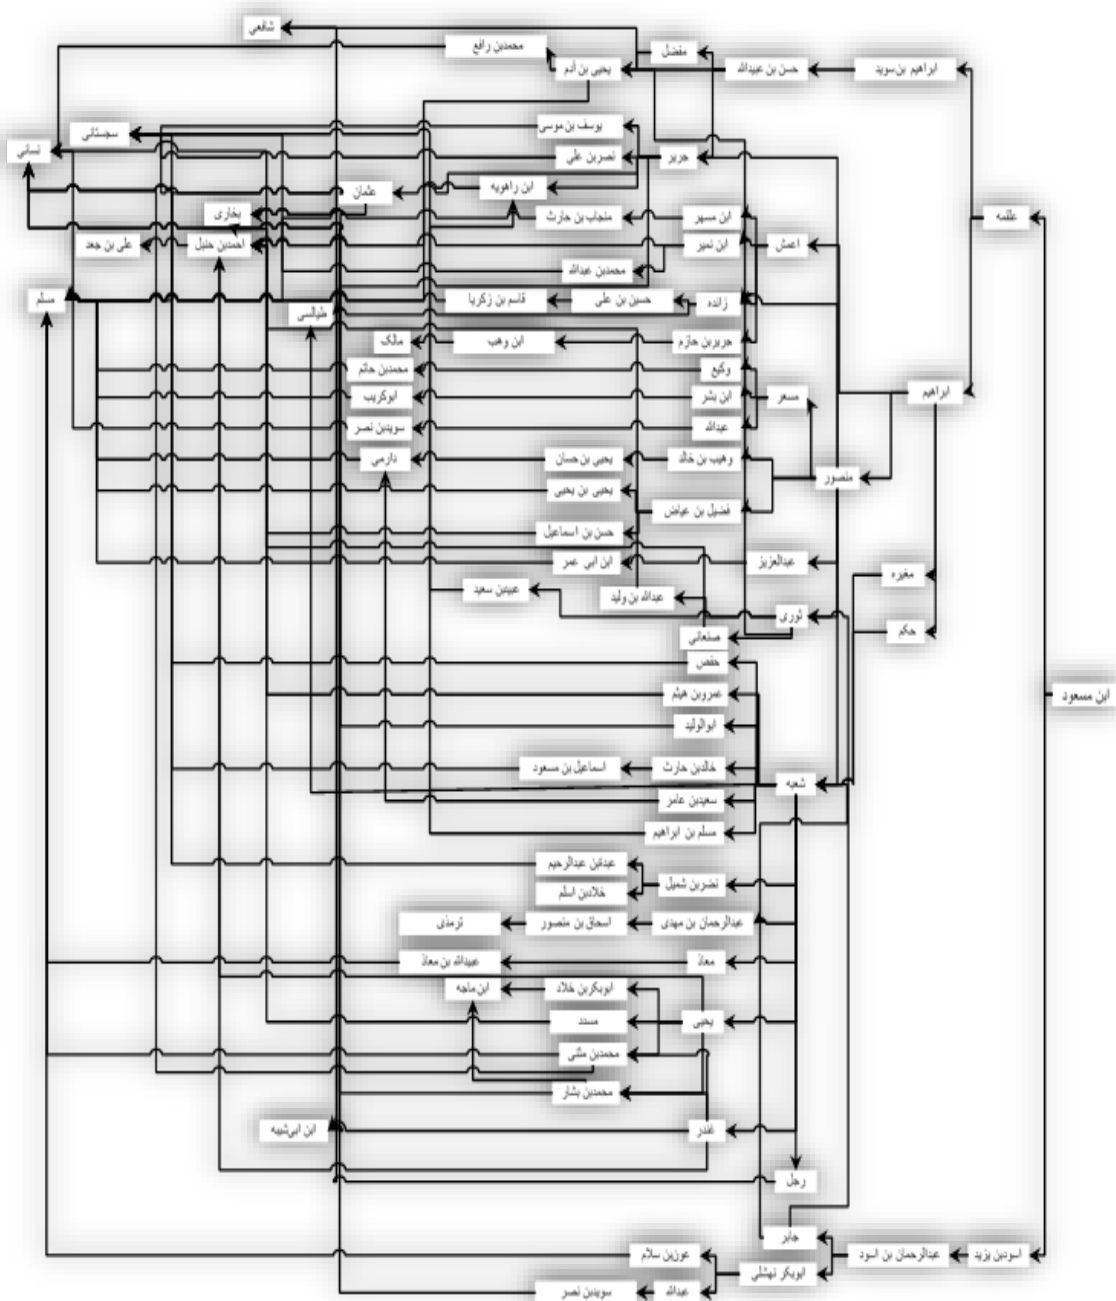 شافعی
محمدبن رافع
مفضل
یحیی بن آدم
حسن بن عبیدالله
ابراهیم بن‌سوید
یوسف بن موسی
سجستانی
نسائی
نصربن علی
جریر
ابن راهویه
عثمان
بخاری
منجاب بن حارث
ابن مسهر
علقمه
علی بن جعد
احمدبن حنبل
ابن نمیر
اعمش
محمدبن عبدالله
مسلم
قاسم بن زکریا
حسین بن علی
زائده
طیالسی
مالک
ابن وهب
جریربن حازم
محمدبن حاتم
وکیع
ابوکریب
ابن بشر
مسعر
ابراهیم
سویدبن نصر
عبدالله
دارمی
یحیی بن حسان
وهیب بن خالد
منصور
یحیی بن یحیی
فضیل بن عیاض
حسن بن اسماعیل
ابن ابی عمر
عبدالعزیز
مغیره
عبیدبن سعید
عبدالله بن ولید
ثوری
صنعانی
حکم
حفص
عمروبن هیثم
ابن مسعود
ابوالولید
اسماعیل بن مسعود
خالدبن حارث
شعبه
سعیدبن عامر
مسلم بن ابراهیم
عبدةبن عبدالرحیم
نضربن شمیل
خلادبن اسلم
ترمذی
اسحاق بن منصور
عبدالرحمان بن مهدی
عبیدالله بن معاذ
معاذ
ابن ماجه
ابوبکربن خلاد
مسدد
یحیی
محمدبن مثنی
محمدبن بشار
ابن ابی‌شیبه
غندر
رجل
جابر
عون‌بن سلام
ابوبکر نهشلی
عبدالرحمان بن اسود
اسودبن یزید
سویدبن نصر
عبدالله